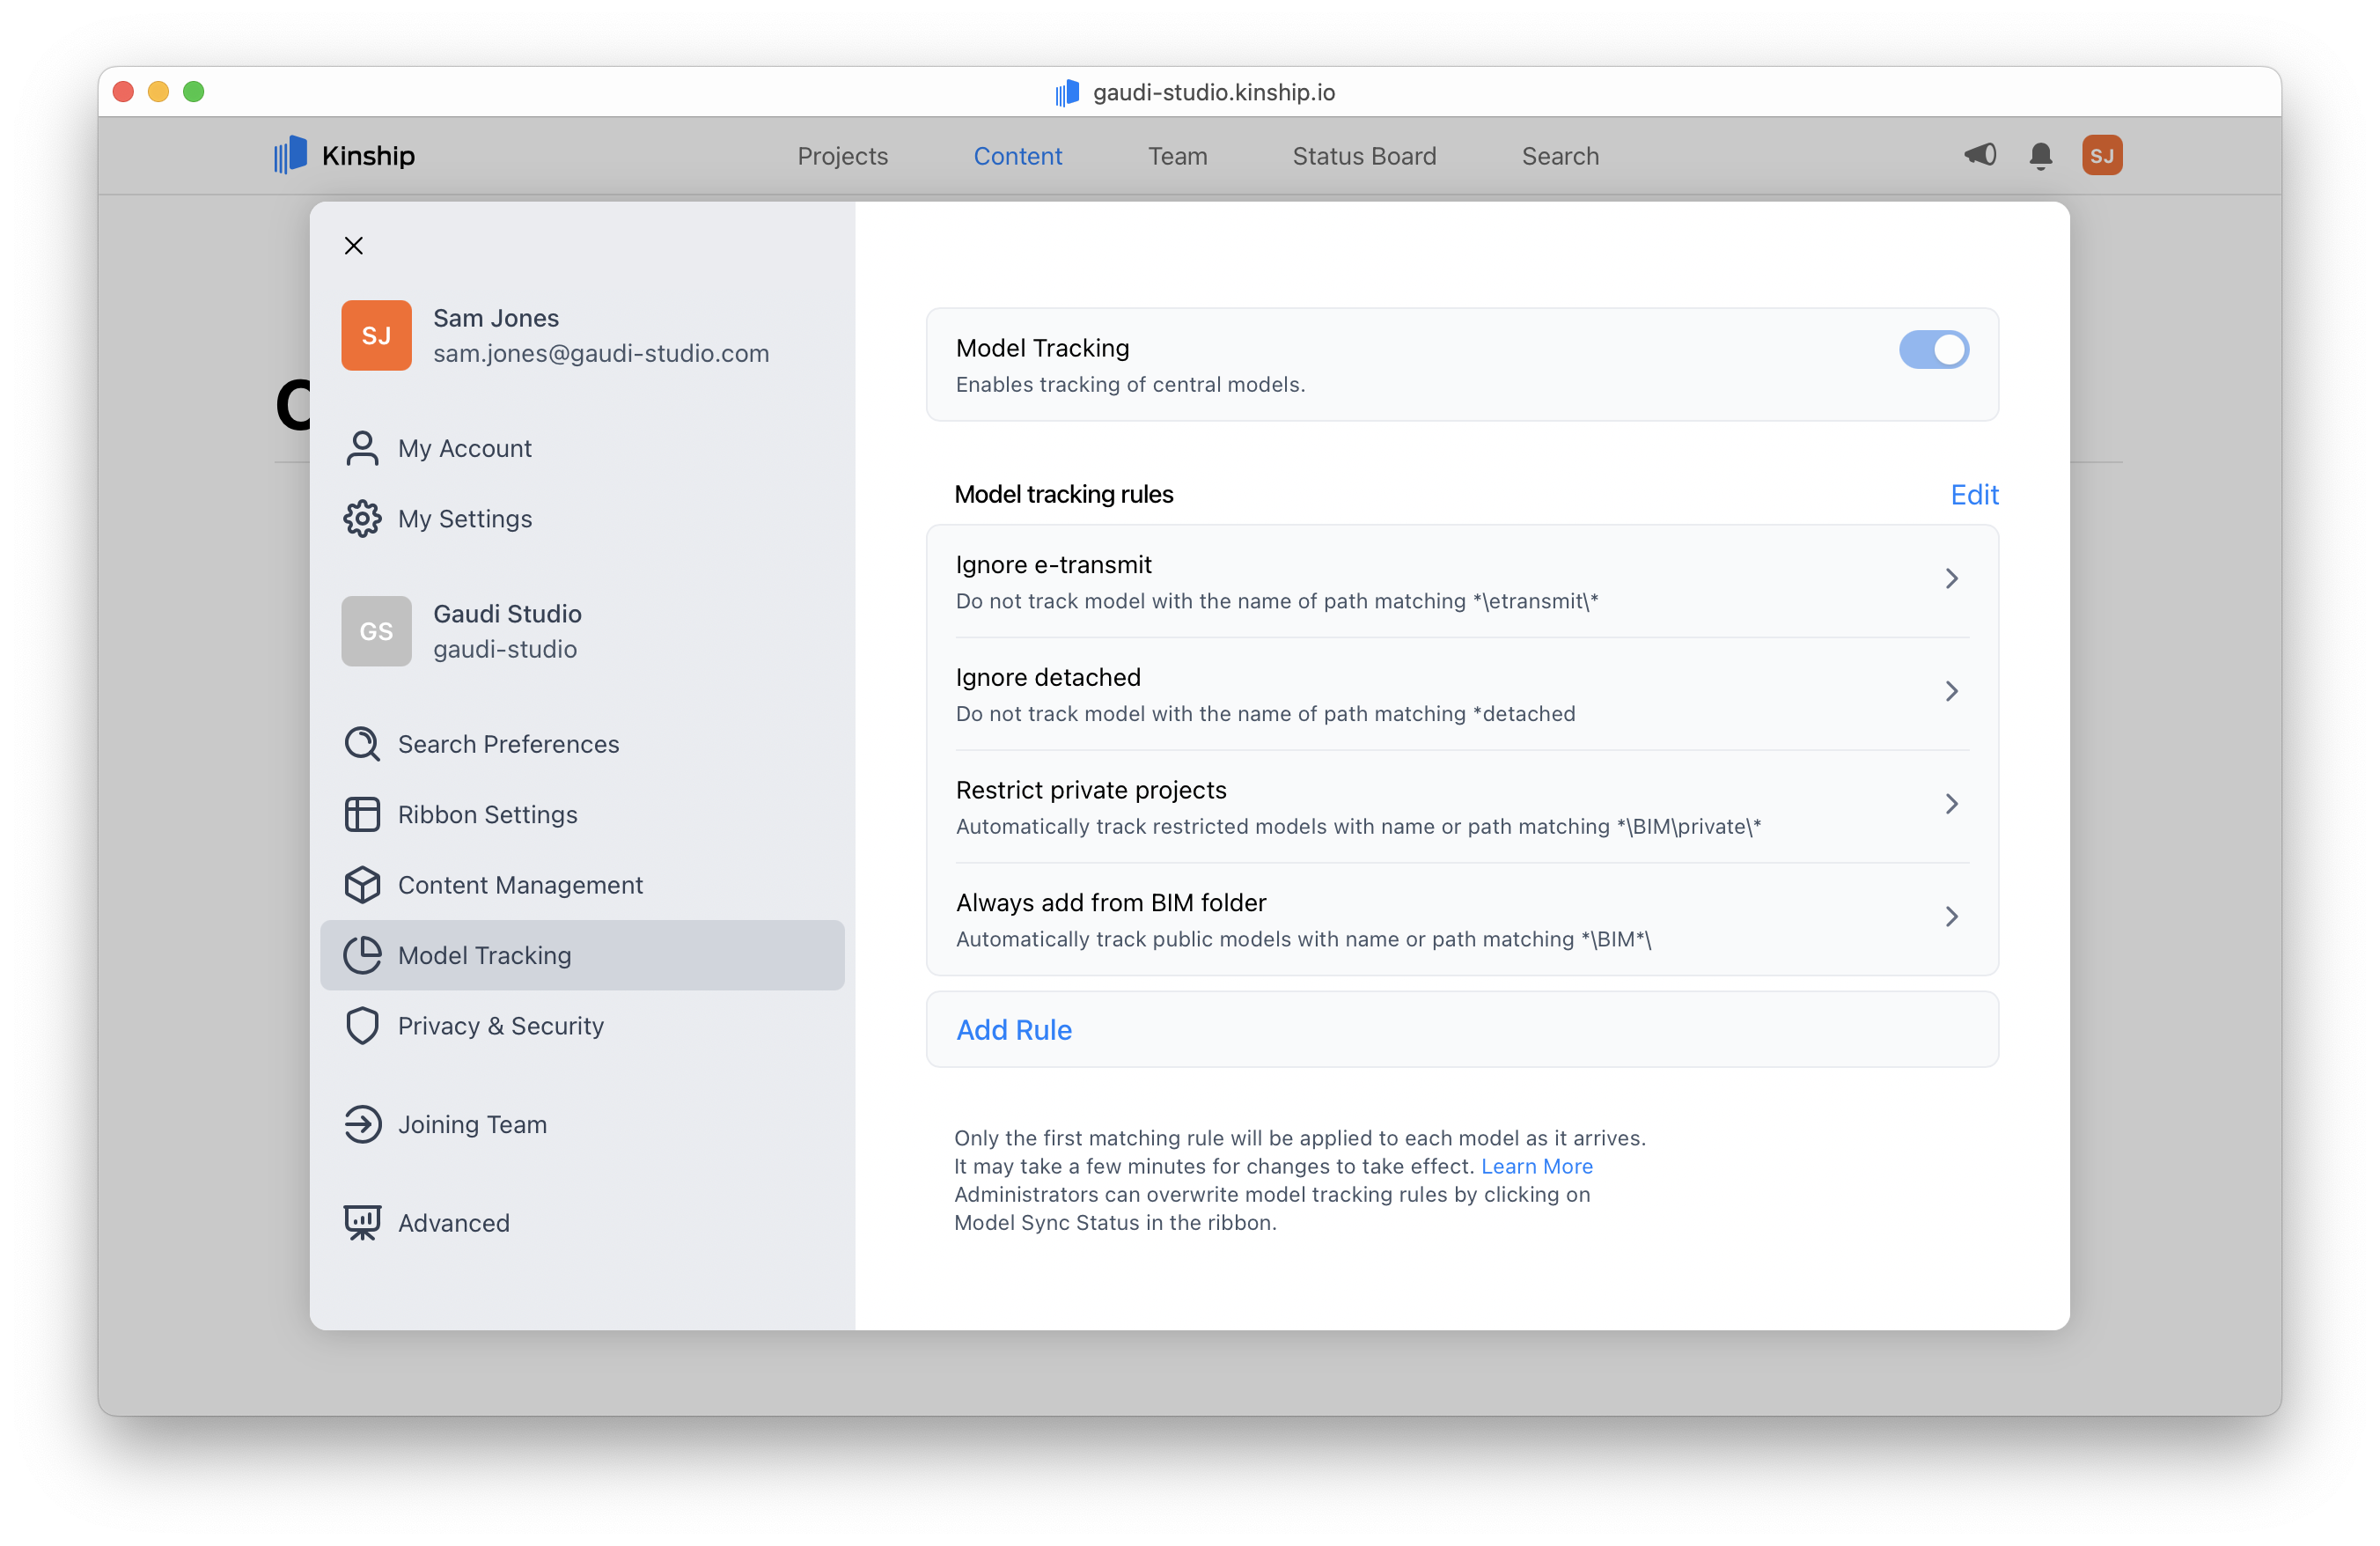 gaudi-studio.kinship.io
Kinship
Projects
Content
Team
Status Board
Search
SJ
SJ
Sam Jones
sam.jones@gaudi-studio.com
My Account
My Settings
GS
Gaudi Studio
gaudi-studio
Search Preferences
Ribbon Settings
Content Management
Model Tracking
Privacy & Security
Joining Team
Advanced
Model Tracking
Enables tracking of central models.
Model tracking rules
Edit
Ignore e-transmit
Do not track model with the name of path matching *\etransmit\*
Ignore detached
Do not track model with the name of path matching *detached
Restrict private projects
Automatically track restricted models with name or path matching *\BIM\private\*
Always add from BIM folder
Automatically track public models with name or path matching *\BIM*\
Add Rule
Only the first matching rule will be applied to each model as it arrives.
It may take a few minutes for changes to take effect. Learn More
Administrators can overwrite model tracking rules by clicking on
Model Sync Status in the ribbon.